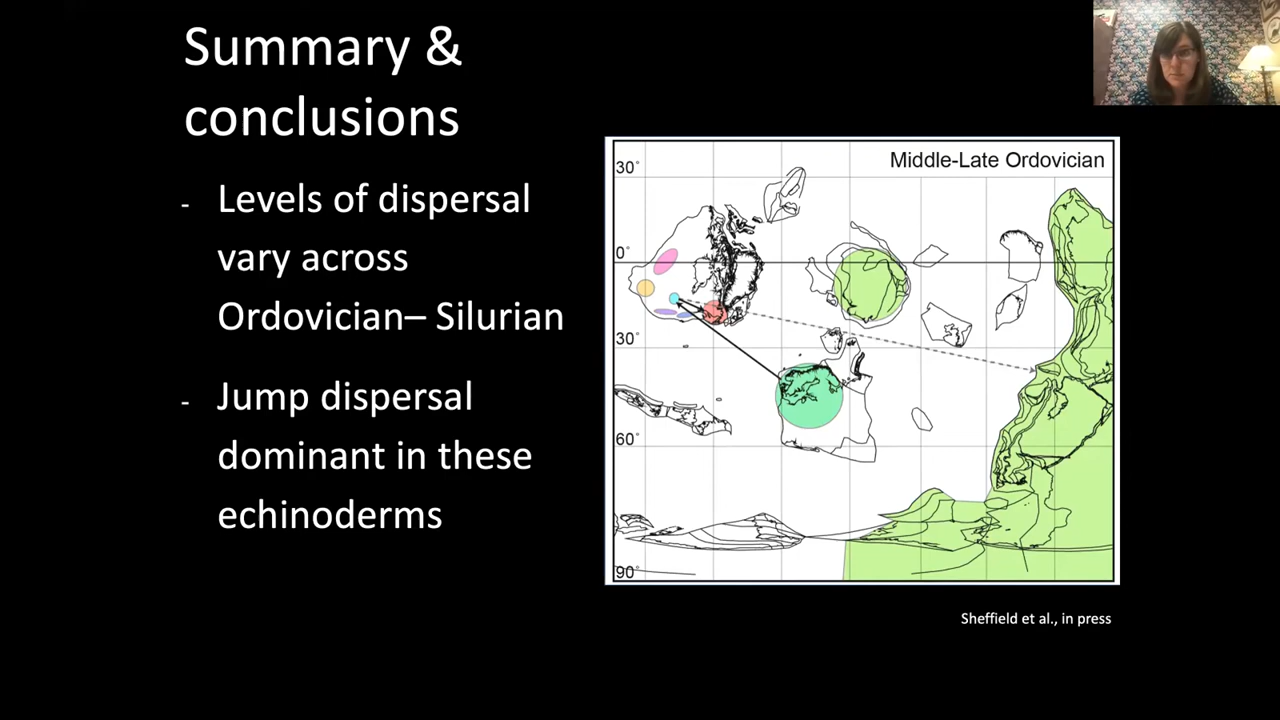 Summary &
conclusions
- Levels of dispersal
vary across
Ordovician– Silurian
- Jump dispersal
dominant in these
echinoderms
Middle-Late Ordovician
30°
0°
30°
60°
90°
Sheffield et al., in press